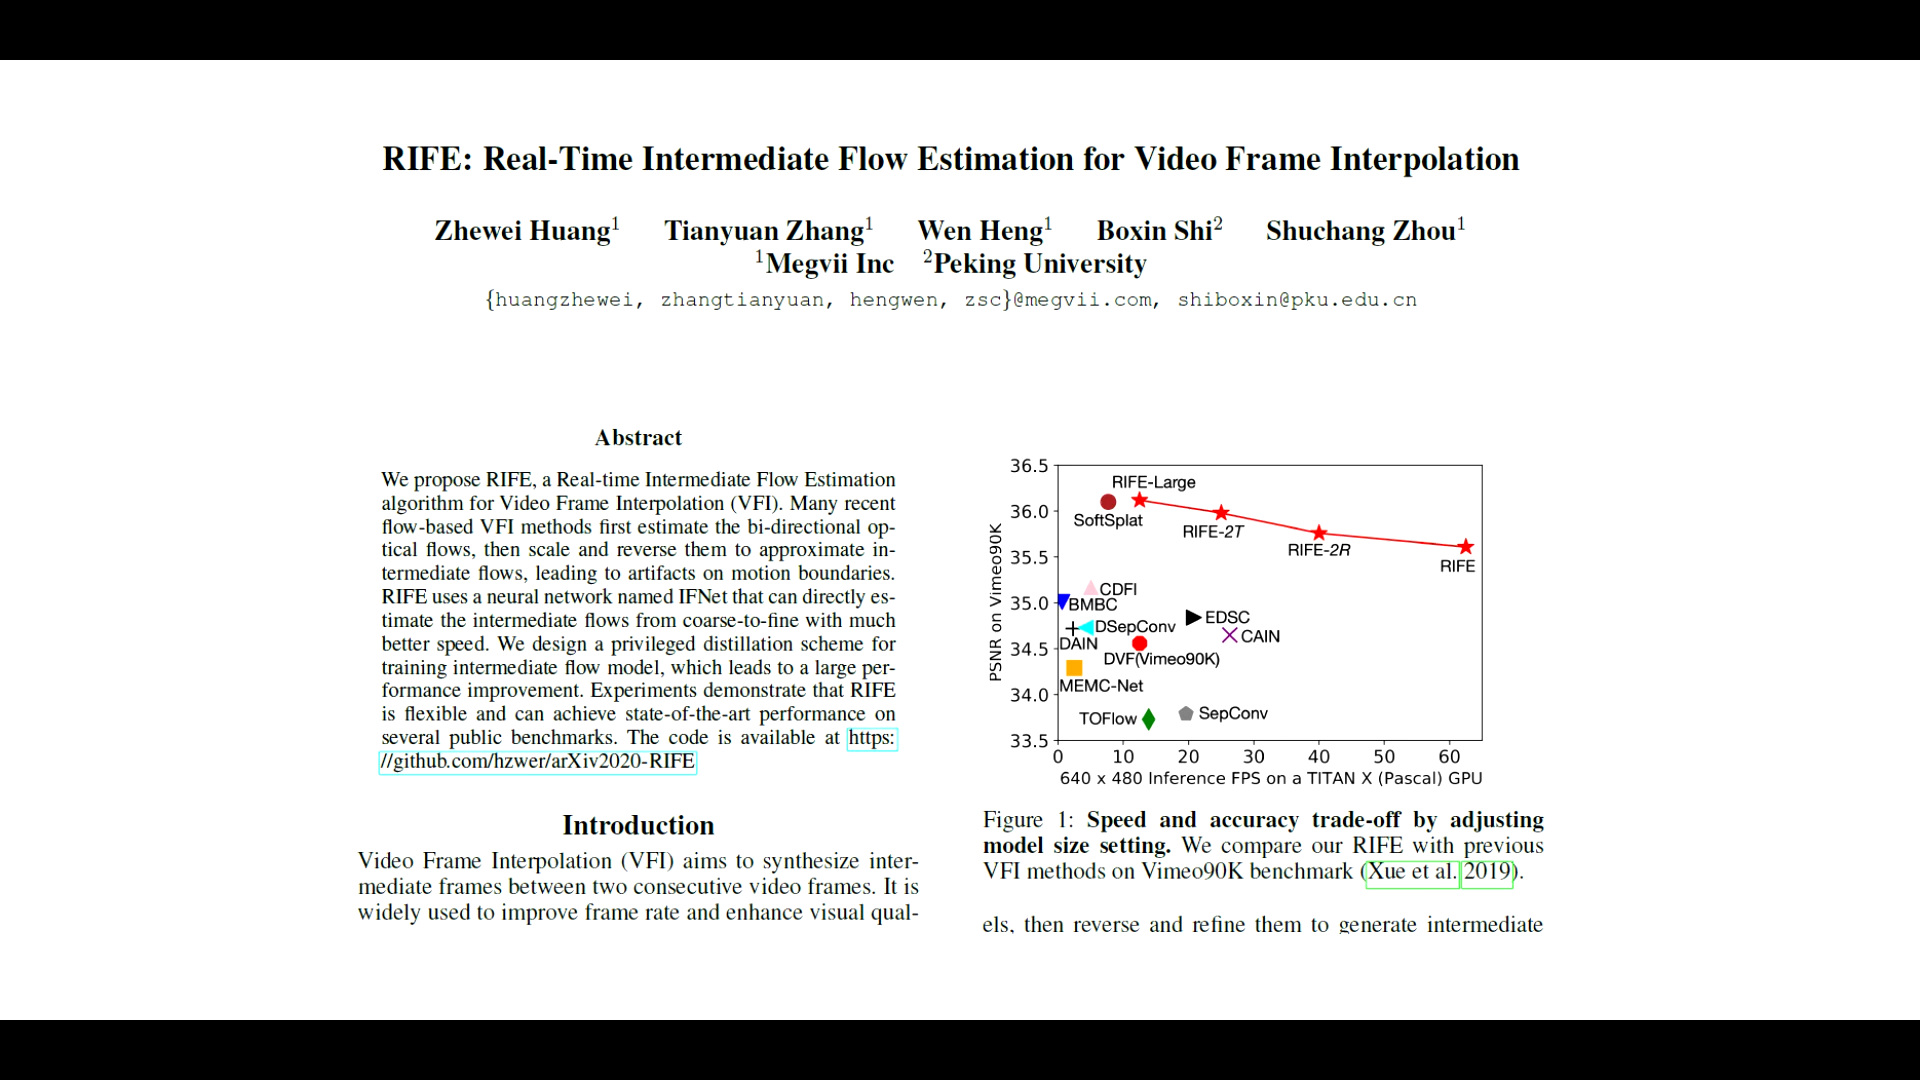 RIFE: Real-Time Intermediate Flow Estimation for Video Frame Interpolation
Zhewei Huang1 Tianyuan Zhang1 Wen Heng1 Boxin Shi2 Shuchang Zhou1
1Megvii Inc 2Peking University
{huangzhewei, zhangtianyuan, hengwen, zsc}@megvii.com, shiboxin@pku.edu.cn
Abstract
We propose RIFE, a Real-time Intermediate Flow Estimation
algorithm for Video Frame Interpolation (VFI). Many recent
flow-based VFI methods first estimate the bi-directional op-
tical flows, then scale and reverse them to approximate in-
termediate flows, leading to artifacts on motion boundaries.
RIFE uses a neural network named IFNet that can directly es-
timate the intermediate flows from coarse-to-fine with much
better speed. We design a privileged distillation scheme for
training intermediate flow model, which leads to a large per-
formance improvement. Experiments demonstrate that RIFE
is flexible and can achieve state-of-the-art performance on
several public benchmarks. The code is available at https:
//github.com/hzwer/arXiv2020-RIFE
Introduction
Video Frame Interpolation (VFI) aims to synthesize inter-
mediate frames between two consecutive video frames. It is
widely used to improve frame rate and enhance visual qual-
36.5
36.0
35.5
35.0
34.5
34.0
33.5
PSNR on Vimeo90K
RIFE-Large
SoftSplat
RIFE-2T
RIFE-2R
RIFE
CDFI
BMBC
EDSC
DSepConv
CAIN
DAIN
DVF(Vimeo90K)
MEMC-Net
TOFlow
SepConv
0 10 20 30 40 50 60
640 x 480 Inference FPS on a TITAN X (Pascal) GPU
Figure 1: Speed and accuracy trade-off by adjusting
model size setting. We compare our RIFE with previous
VFI methods on Vimeo90K benchmark (Xue et al. 2019).
els, then reverse and refine them to generate intermediate